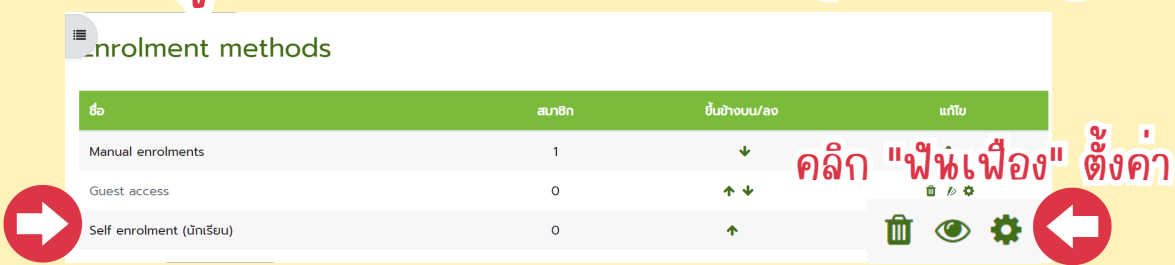 Enrolment methods
ชื่อ สมาชิก ขึ้นข้างบน/ลง แก้ไข
Manual enrolments 1
คลิก "ฟันเฟือง" ตั้งค่า
Guest access 0
Self enrolment (นักเรียน) 0